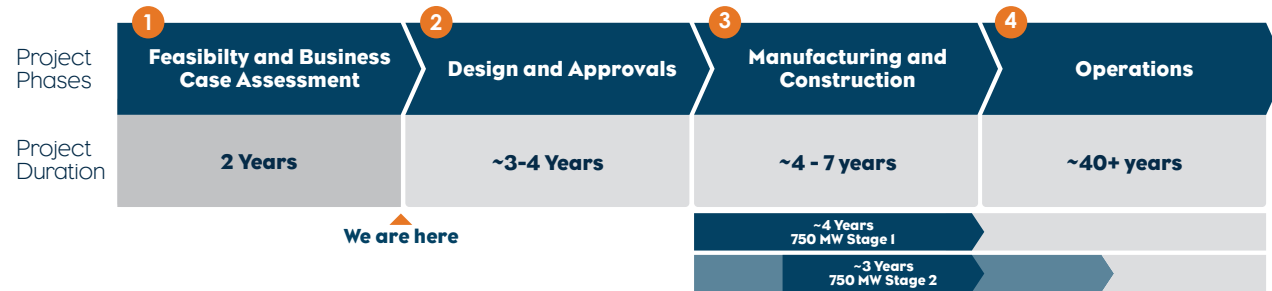 1
2
3
4
Project
Phases
Feasibilty and Business
Case Assessment
Design and Approvals
Manufacturing and
Construction
Operations
Project
Duration
2 Years
~3-4 Years
~4 - 7 years
~40+ years
We are here
~4 Years
750 MW Stage 1
~3 Years
750 MW Stage 2